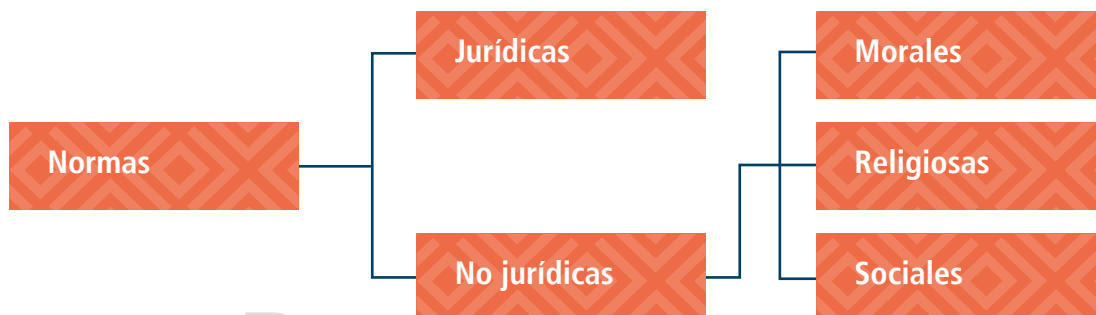 Normas
Jurídicas
No jurídicas
Morales
Religiosas
Sociales